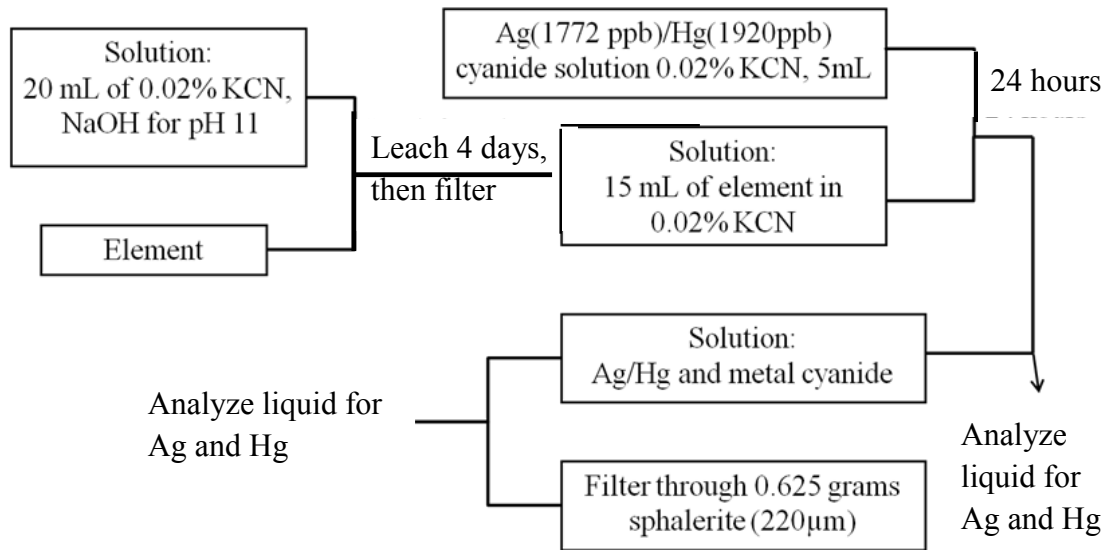 Solution:
20 mL of 0.02% KCN,
NaOH for pH 11
Element
Leach 4 days,
then filter
Ag(1772 ppb)/Hg(1920ppb)
cyanide solution 0.02% KCN, 5mL
Solution:
15 mL of element in
0.02% KCN
24 hours
Solution:
Ag/Hg and metal cyanide
Filter through 0.625 grams
sphalerite (220μm)
Analyze liquid for
Ag and Hg
Analyze
liquid for
Ag and Hg